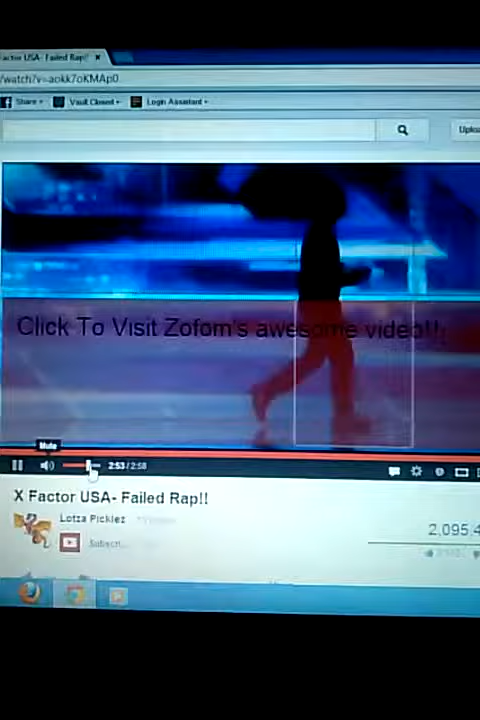 Factor USA- Failed Rap!!
/watch?v=aokk7oKMAp0
Share
Vault Closed
Login Assistant
Click To Visit Zofom's awesome video!!
Mute
2:53 / 2:58
X Factor USA- Failed Rap!!
Lotza Picklez
2,095,4